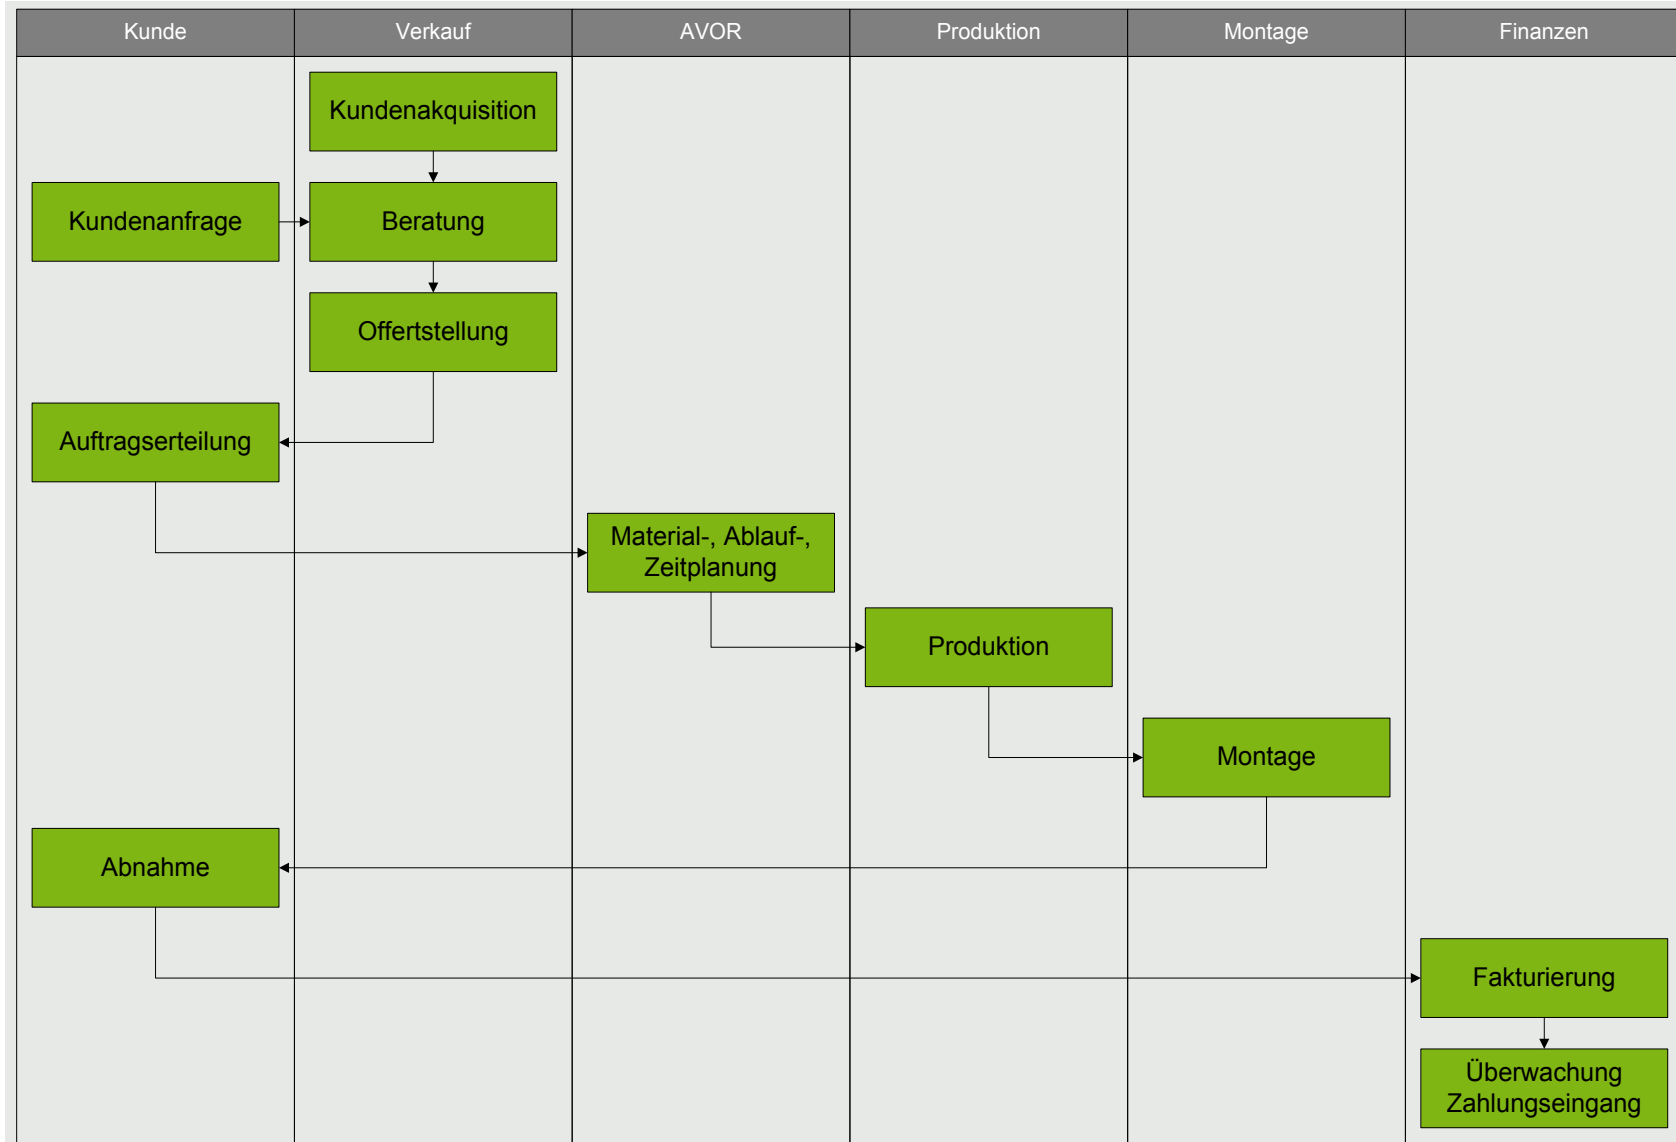 Kunde
Verkauf
AVOR
Produktion
Montage
Finanzen
Kundenakquisition
Kundenanfrage
Beratung
Offertstellung
Auftragserteilung
Material-, Ablauf-,
Zeitplanung
Produktion
Montage
Abnahme
Fakturierung
Überwachung
Zahlungseingang